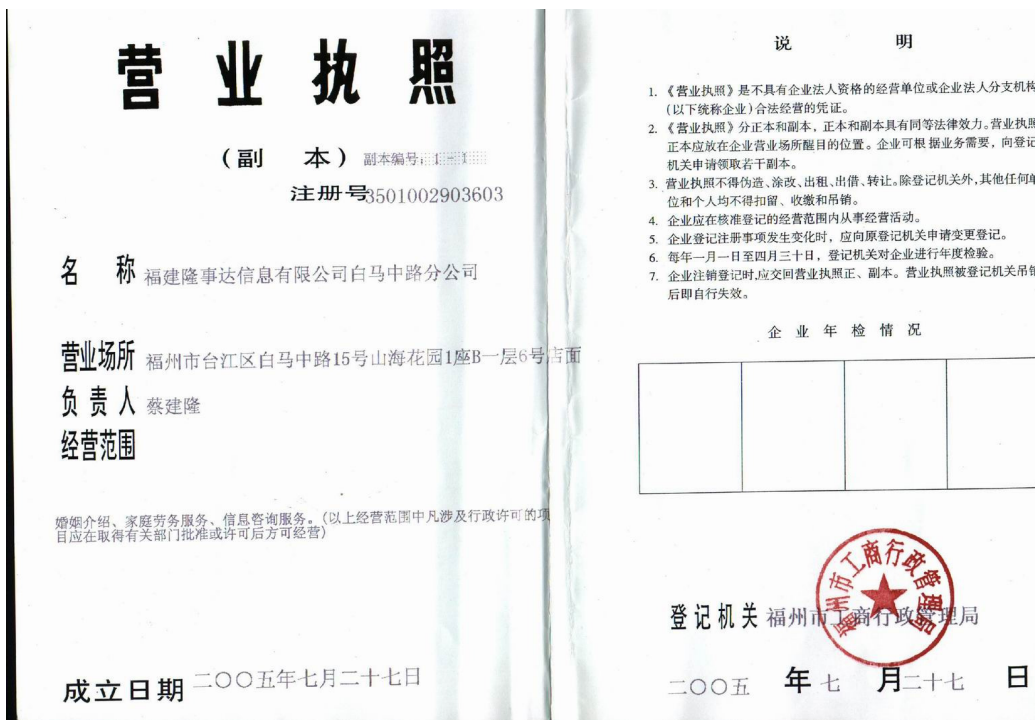 营业执照
(副 本) 副本编号: 1 - 1
注册号3501002903603
名 称 福建隆事达信息有限公司白马中路分公司
营业场所 福州市台江区白马中路15号山海花园1座B一层6号店面
负责人 蔡建隆
经营范围
婚姻介绍、家庭劳务服务、信息咨询服务。(以上经营范围中凡涉及行政许可的项
目应在取得有关部门批准或许可后方可经营)
成立日期 二〇〇五年七月二十七日
说 明
1. 《营业执照》是不具有企业法人资格的经营单位或企业法人分支机构
(以下统称企业)合法经营的凭证。
2. 《营业执照》分正本和副本，正本和副本具有同等法律效力。营业执照
正本应放在企业营业场所醒目的位置。企业可根据业务需要，向登记
机关申请领取若干副本。
3. 营业执照不得伪造、涂改、出租、出借、转让。除登记机关外,其他任何单
位和个人均不得扣留、收缴和吊销。
4. 企业应在核准登记的经营范围内从事经营活动。
5. 企业登记注册事项发生变化时，应向原登记机关申请变更登记。
6. 每年一月一日至四月三十日，登记机关对企业进行年度检验。
7. 企业注销登记时,应交回营业执照正、副本。营业执照被登记机关吊销
后即自行失效。
企业年检情况
福州市工商行政管理局
登记机关 福州市工商行政管理局
二〇〇五 年 七 月二十七 日